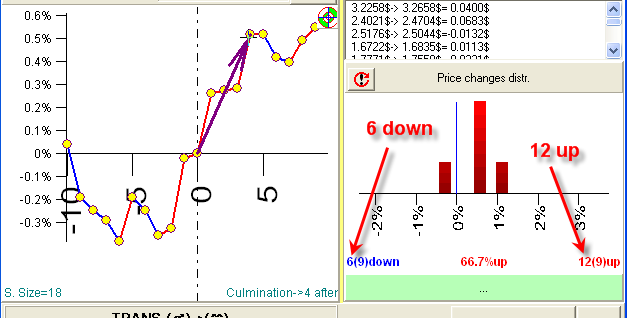 0.6%
0.5%
0.4%
0.3%
0.2%
0.1%
0%
-0.1%
-0.2%
-0.3%
-10
-5
0
5
S. Size=18
Culmination->4 after
3.2258$-> 3.2658$= 0.0400$
2.4021$-> 2.4704$= 0.0683$
2.5176$-> 2.5044$=-0.0132$
1.6722$-> 1.6835$= 0.0113$
Price changes distr.
6 down
12 up
-2%
-1%
0%
1%
2%
3%
6(9)down
66.7%up
12(9)up
...